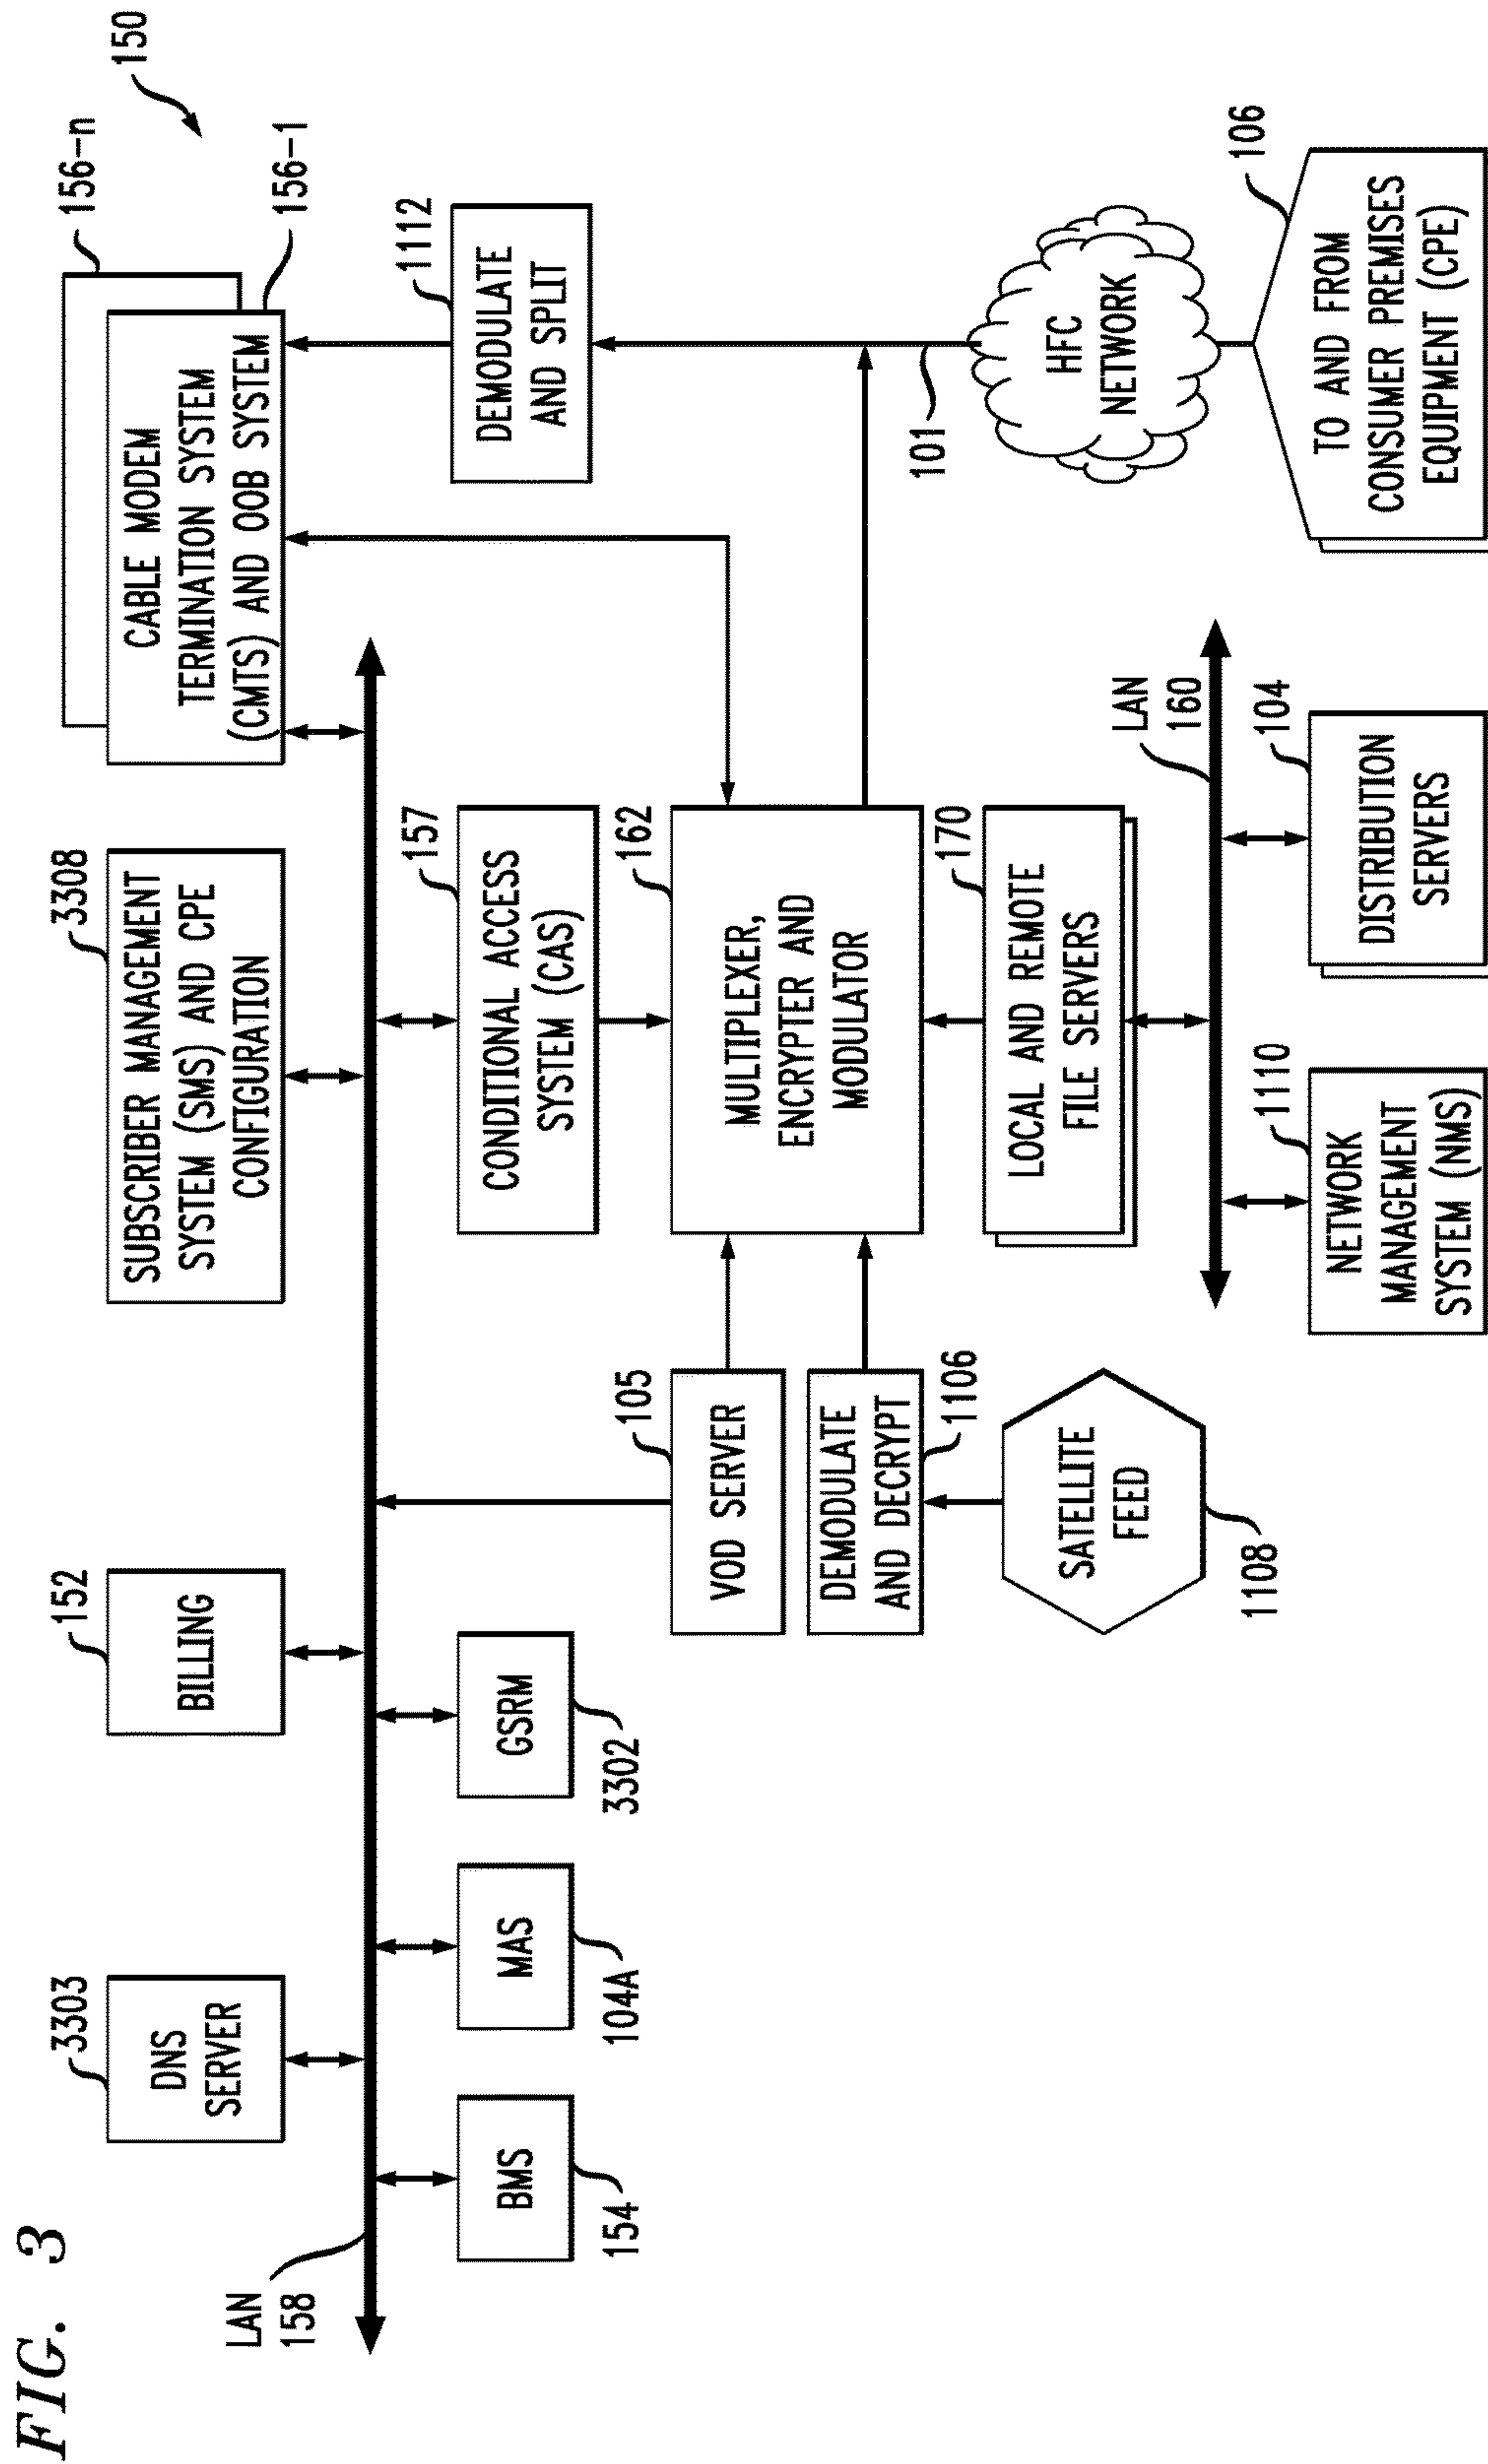 FIG. 3
150
3303
DNS
SERVER
152
BILLING
3308
SUBSCRIBER MANAGEMENT
SYSTEM (SMS) AND CPE
CONFIGURATION
156-n
CABLE MODEM
TERMINATION SYSTEM
(CMTS) AND OOB SYSTEM
156-1
LAN
158
BMS
154
MAS
104A
GSRM
3302
157
CONDITIONAL ACCESS
SYSTEM (CAS)
1112
DEMODULATE
AND SPLIT
105
VOD SERVER
162
MULTIPLEXER,
ENCRYPTER AND
MODULATOR
DEMODULATE
AND DECRYPT
1106
101
170
LOCAL AND REMOTE
FILE SERVERS
HFC
NETWORK
SATELLITE
FEED
1108
LAN
160
1110
NETWORK
MANAGEMENT
SYSTEM (NMS)
104
DISTRIBUTION
SERVERS
106
TO AND FROM
CONSUMER PREMISES
EQUIPMENT (CPE)